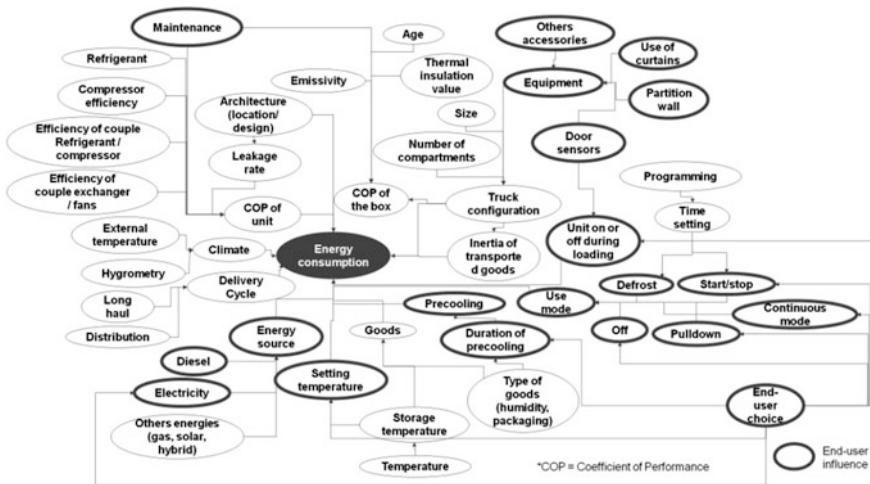 Maintenance
Age
Others
accessories
Use of
curtains
Refrigerant
Emissivity
Thermal
insulation
value
Equipment
Compressor
efficiency
Architecture
(location/
design)
Partition
wall
Size
Efficiency of couple
Refrigerant /
compressor
Door
sensors
Number of
compartments
Leakage
rate
Efficiency of
couple exchanger
/ fans
Programming
COP of
the box
Truck
configuration
COP of
unit
Time
setting
External
temperature
Climate
Energy
consumption
Inertia of
transporte
d goods
Unit on or
off during
loading
Hygrometry
Delivery
Cycle
Defrost
Start/stop
Long
haul
Precooling
Use mode
Continuous
mode
Distribution
Energy
source
Goods
Duration of
precooling
Off
Pulldown
Diesel
Setting
temperature
Electricity
Type of
goods
(humidity,
packaging)
End-
user
choice
Others energies
(gas, solar,
hybrid)
Storage
temperature
End-user
influence
Temperature
*COP = Coefficient of Performance